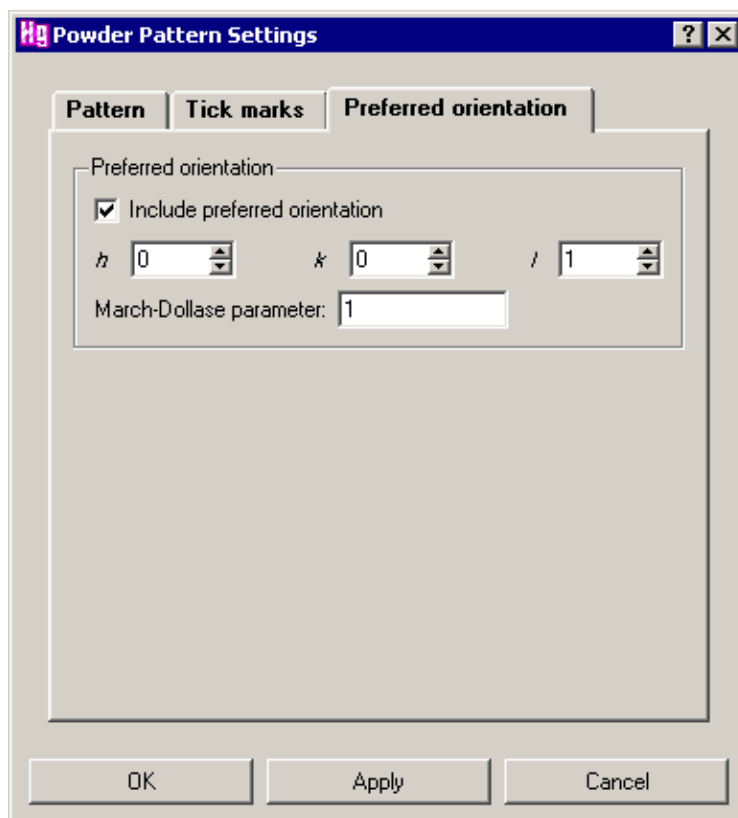 Hg Powder Pattern Settings ? X
Pattern Tick marks Preferred orientation
Preferred orientation
Include preferred orientation
h 0 k 0 l 1
March-Dollase parameter: 1
OK Apply Cancel